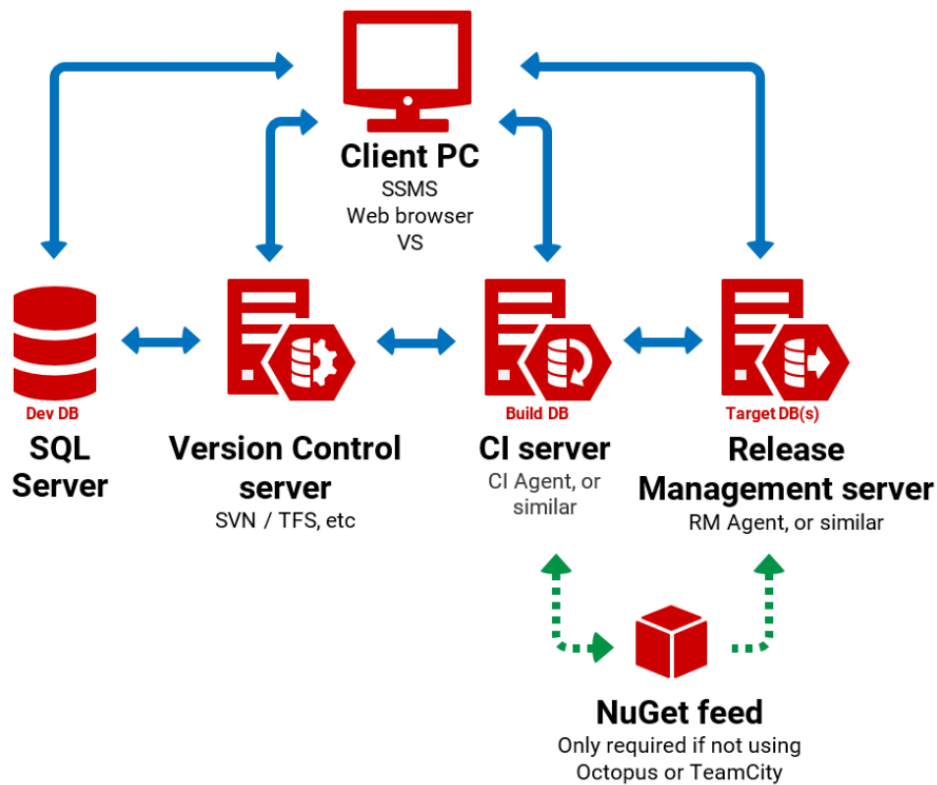 Client PC
SSMS
Web browser
VS
Dev DB
SQL
Server
Version Control
server
SVN / TFS, etc
Build DB
CI server
CI Agent, or
similar
Target DB(s)
Release
Management server
RM Agent, or similar
NuGet feed
Only required if not using
Octopus or TeamCity